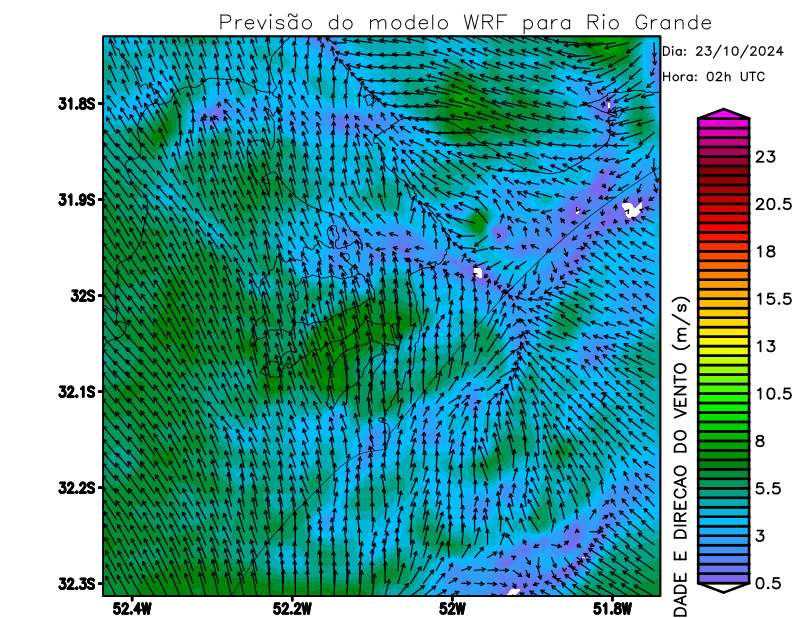 Previsão do modelo WRF para Rio Grande
Dia: 23/10/2024
Hora: 02h UTC
31.8S
31.9S
32S
32.1S
32.2S
32.3S
52.4W
52.2W
52W
51.8W
23
20.5
18
15.5
13
10.5
8
5.5
3
0.5
DADE E DIRECAO DO VENTO (m/s)